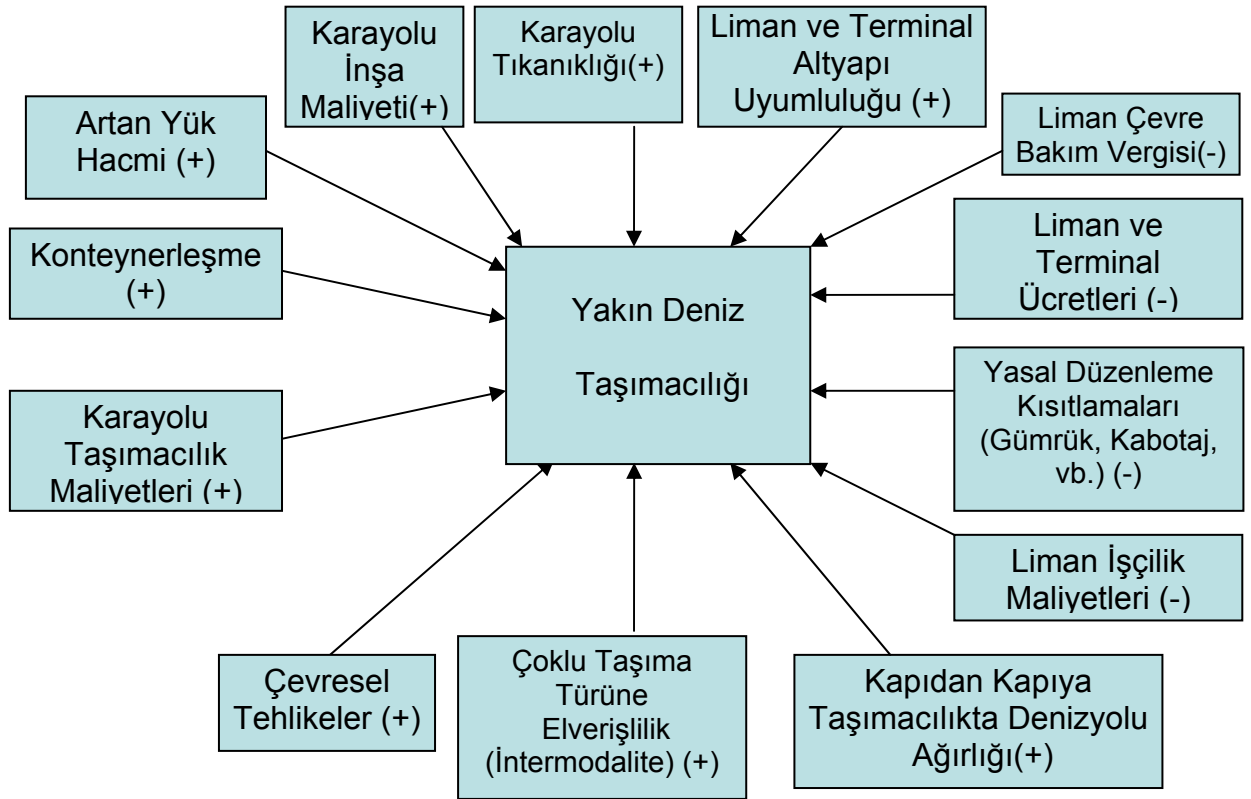 Karayolu
İnşa
Maliyeti(+)
Karayolu
Tıkanıklığı(+)
Liman ve Terminal
Altyapı
Uyumluluğu (+)
Artan Yük
Hacmi (+)
Liman Çevre
Bakım Vergisi(-)
Konteynerleşme
(+)
Yakın Deniz
Taşımacılığı
Liman ve
Terminal
Ücretleri (-)
Karayolu
Taşımacılık
Maliyetleri (+)
Yasal Düzenleme
Kısıtlamaları
(Gümrük, Kabotaj,
vb.) (-)
Liman İşçilik
Maliyetleri (-)
Çevresel
Tehlikeler (+)
Çoklu Taşıma
Türüne
Elverişlilik
(İntermodalite) (+)
Kapıdan Kapıya
Taşımacılıkta Denizyolu
Ağırlığı(+)